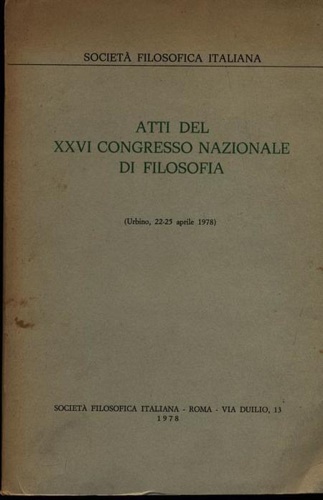 SOCIETÀ FILOSOFICA ITALIANA
ATTI DEL
XXVI CONGRESSO NAZIONALE
DI FILOSOFIA
(Urbino, 22-25 aprile 1978)
SOCIETÀ FILOSOFICA ITALIANA - ROMA - VIA DUILIO, 13
1978